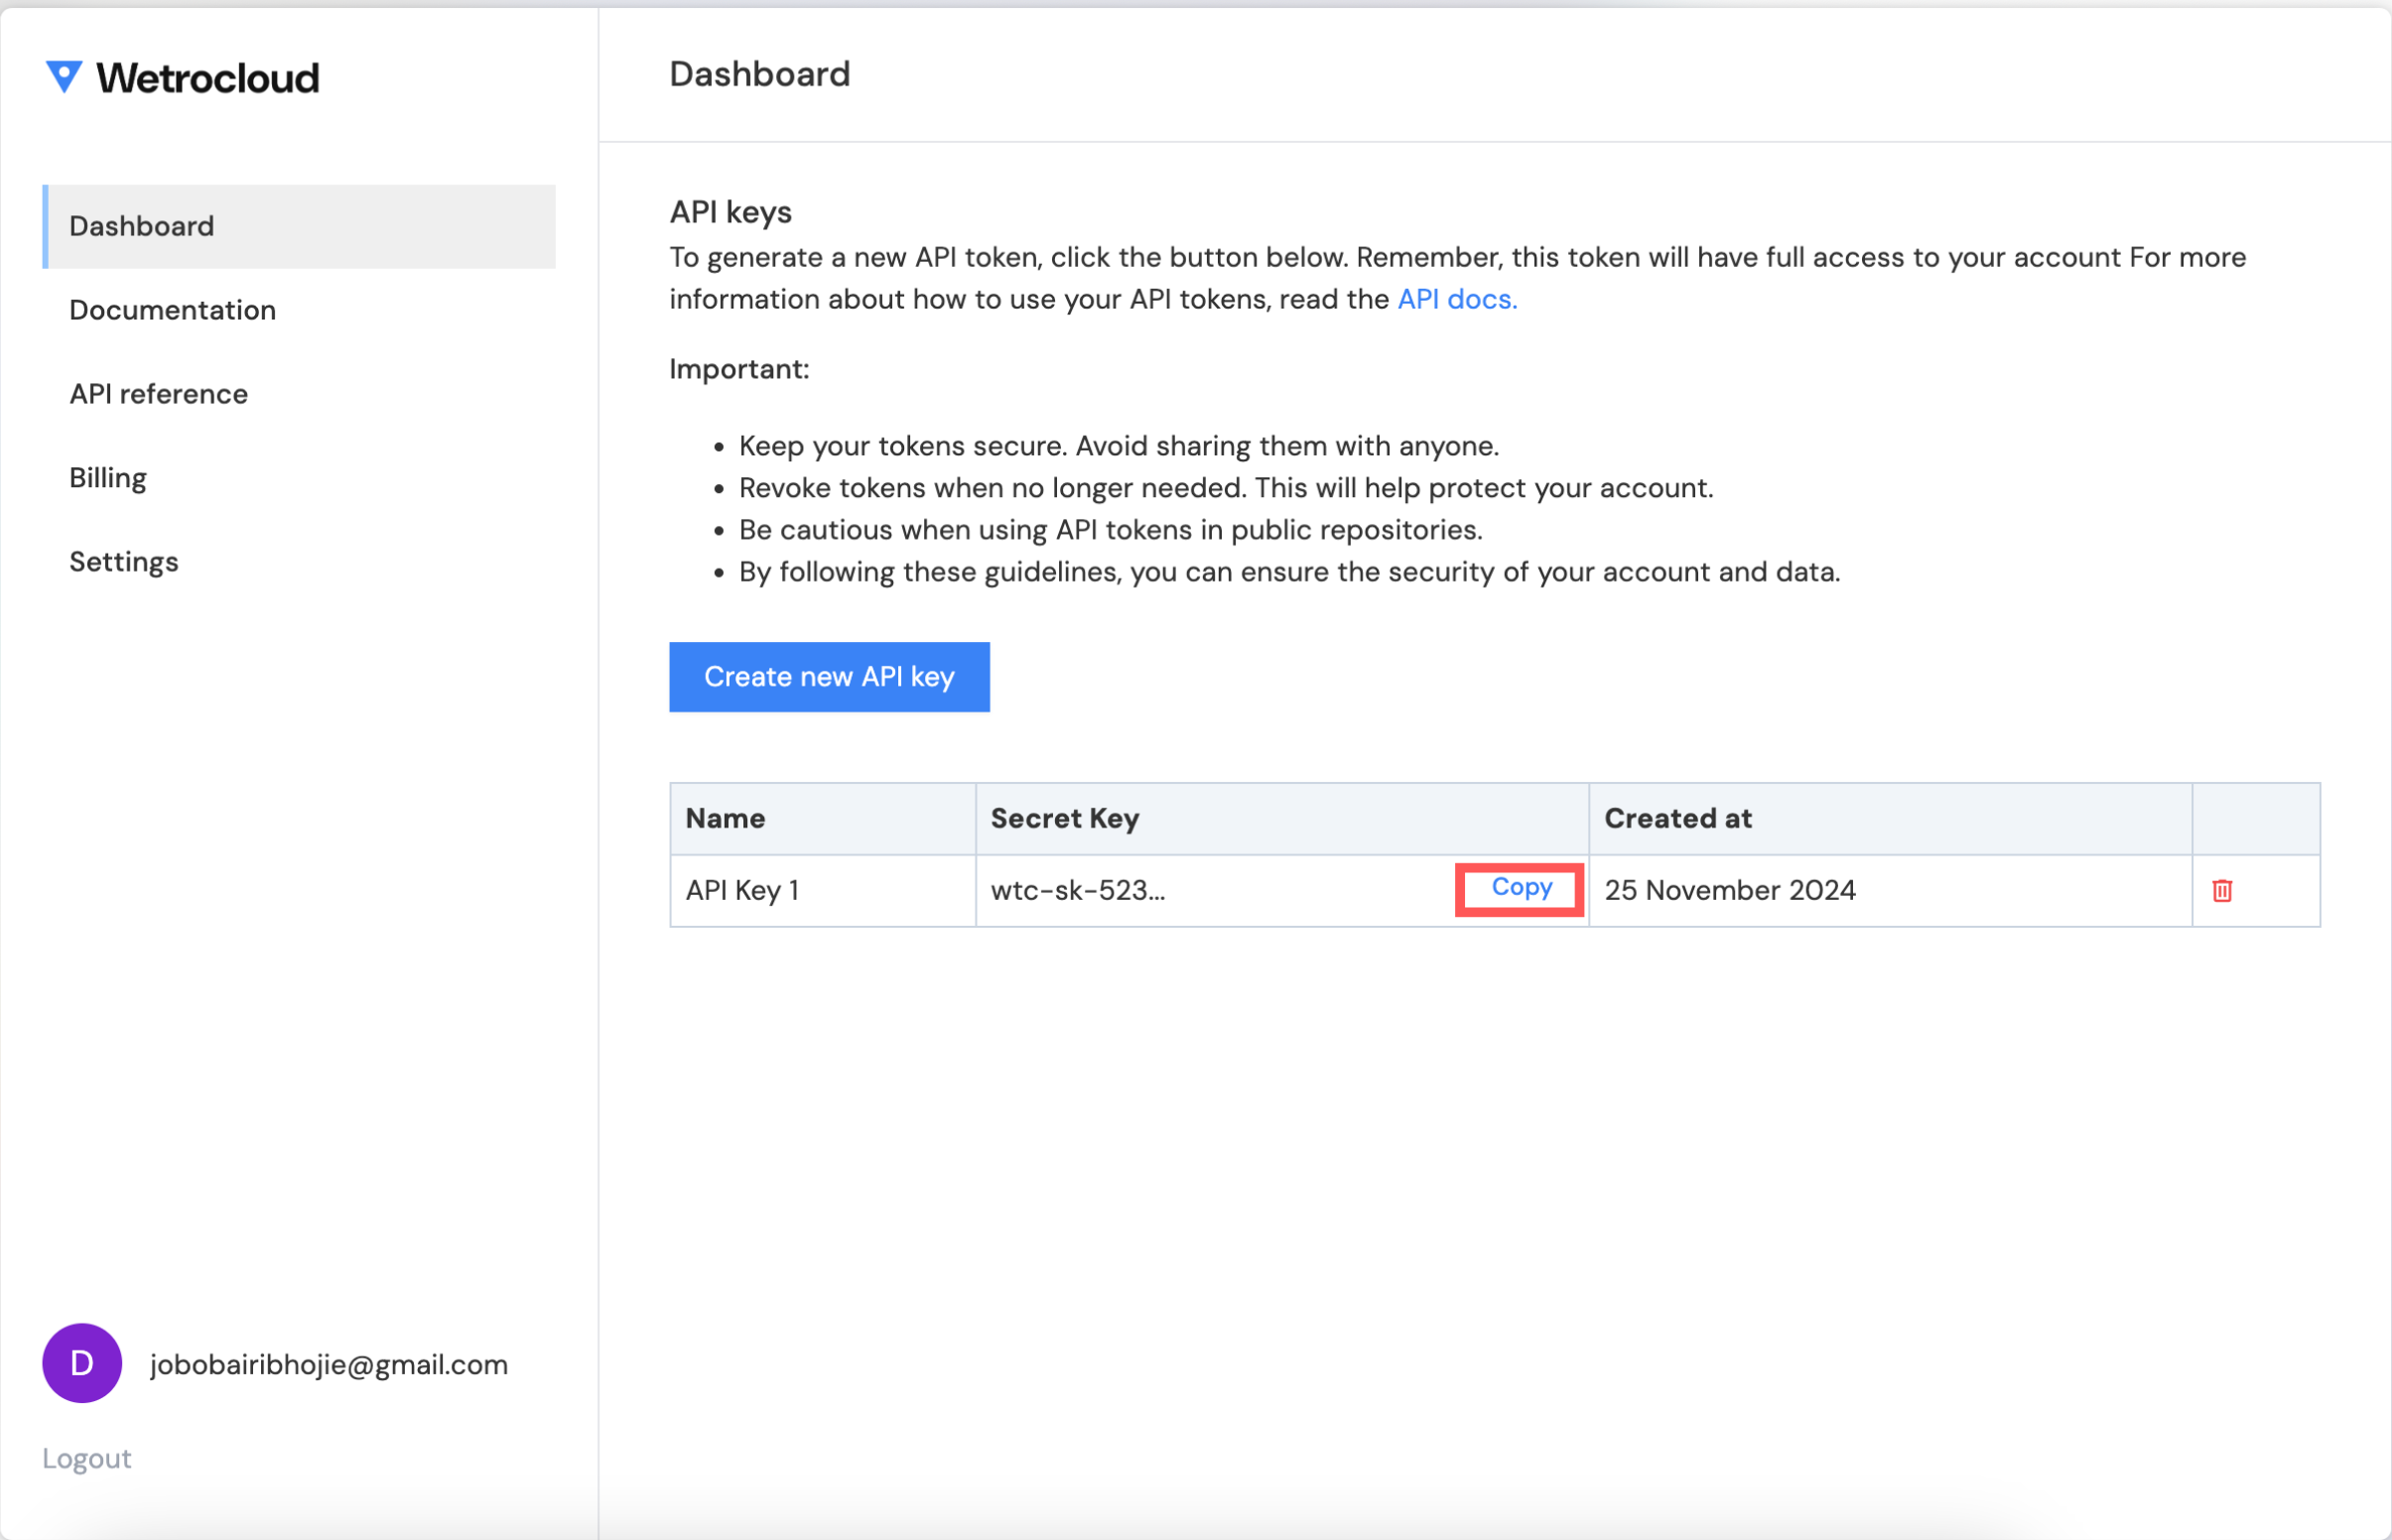 Wetrocloud
Dashboard
Documentation
API reference
Billing
Settings
D
jobobairibhojie@gmail.com
Logout
Dashboard
API keys
To generate a new API token, click the button below. Remember, this token will have full access to your account For more
information about how to use your API tokens, read the API docs.
Important:
• Keep your tokens secure. Avoid sharing them with anyone.
• Revoke tokens when no longer needed. This will help protect your account.
• Be cautious when using API tokens in public repositories.
• By following these guidelines, you can ensure the security of your account and data.
Create new API key
Name Secret Key Created at
API Key 1 wtc-sk-523... Copy 25 November 2024